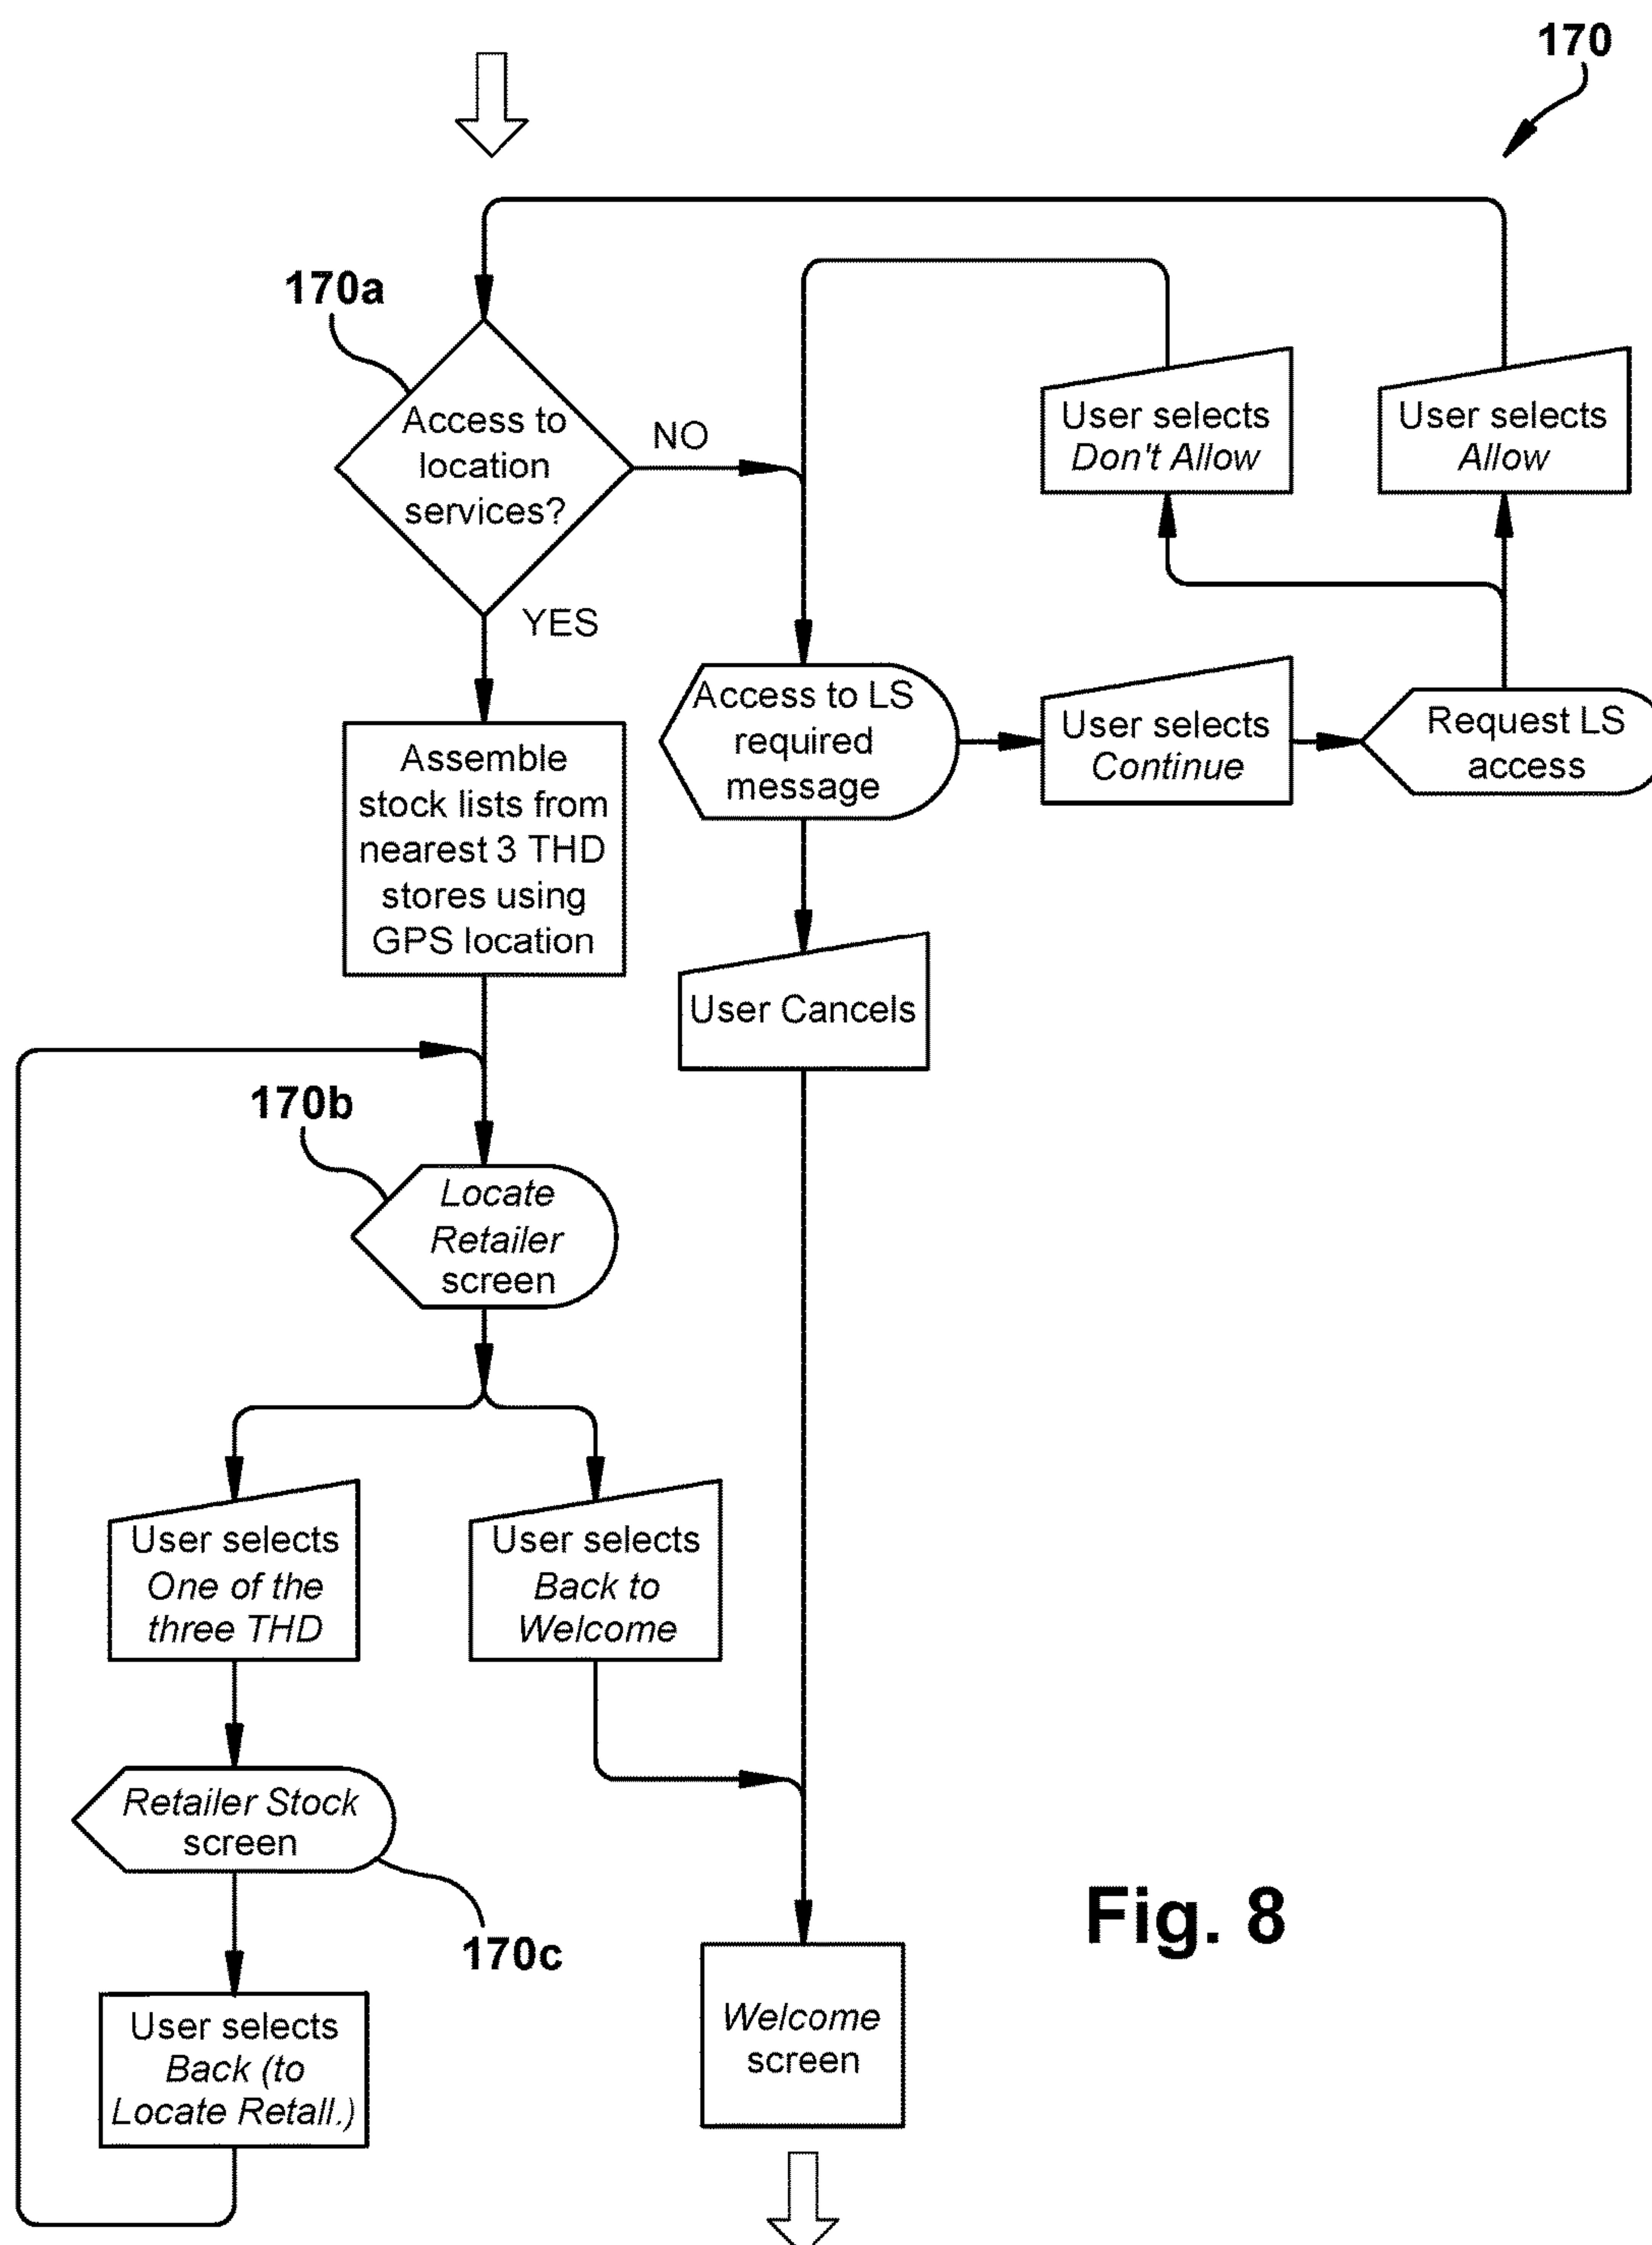 170
170a
Access to
location
services?
NO
YES
User selects
Don't Allow
User selects
Allow
Access to LS
required
message
User selects
Continue
Request LS
access
Assemble
stock lists from
nearest 3 THD
stores using
GPS location
User Cancels
170b
Locate
Retailer
screen
User selects
One of the
three THD
User selects
Back to
Welcome
Retailer Stock
screen
170c
User selects
Back (to
Locate Retall.)
Welcome
screen
Fig. 8